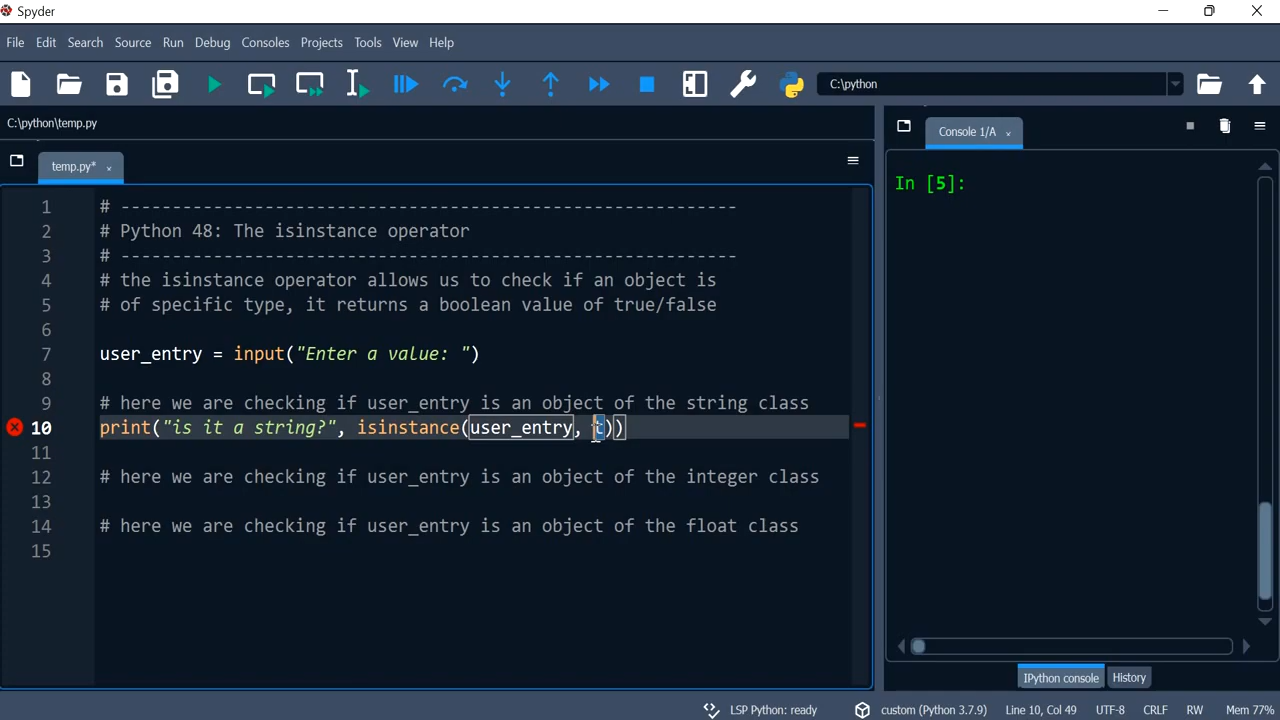 Spyder
File Edit Search Source Run Debug Consoles Projects Tools View Help
C:\python
C:\python\temp.py
temp.py*
Console 1/A
In [5]:
1 # ------------------------------------------------------------
2 # Python 48: The isinstance operator
3 # ------------------------------------------------------------
4 # the isinstance operator allows us to check if an object is
5 # of specific type, it returns a boolean value of true/false
6
7 user_entry = input("Enter a value: ")
8
9 # here we are checking if user_entry is an object of the string class
10 print("is it a string?", isinstance(user_entry, t))
11
12 # here we are checking if user_entry is an object of the integer class
13
14 # here we are checking if user_entry is an object of the float class
15
IPython console History
LSP Python: ready custom (Python 3.7.9) Line 10, Col 49 UTF-8 CRLF RW Mem 77%